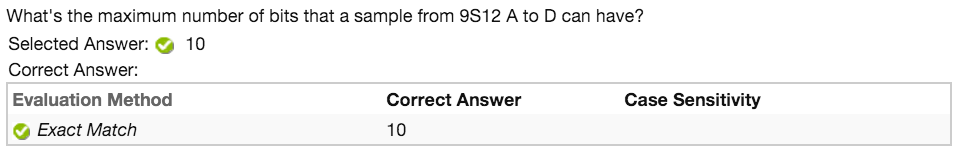 What's the maximum number of bits that a sample from 9S12 A to D can have?
Selected Answer: 10
Correct Answer:
Evaluation Method Correct Answer Case Sensitivity
Exact Match 10